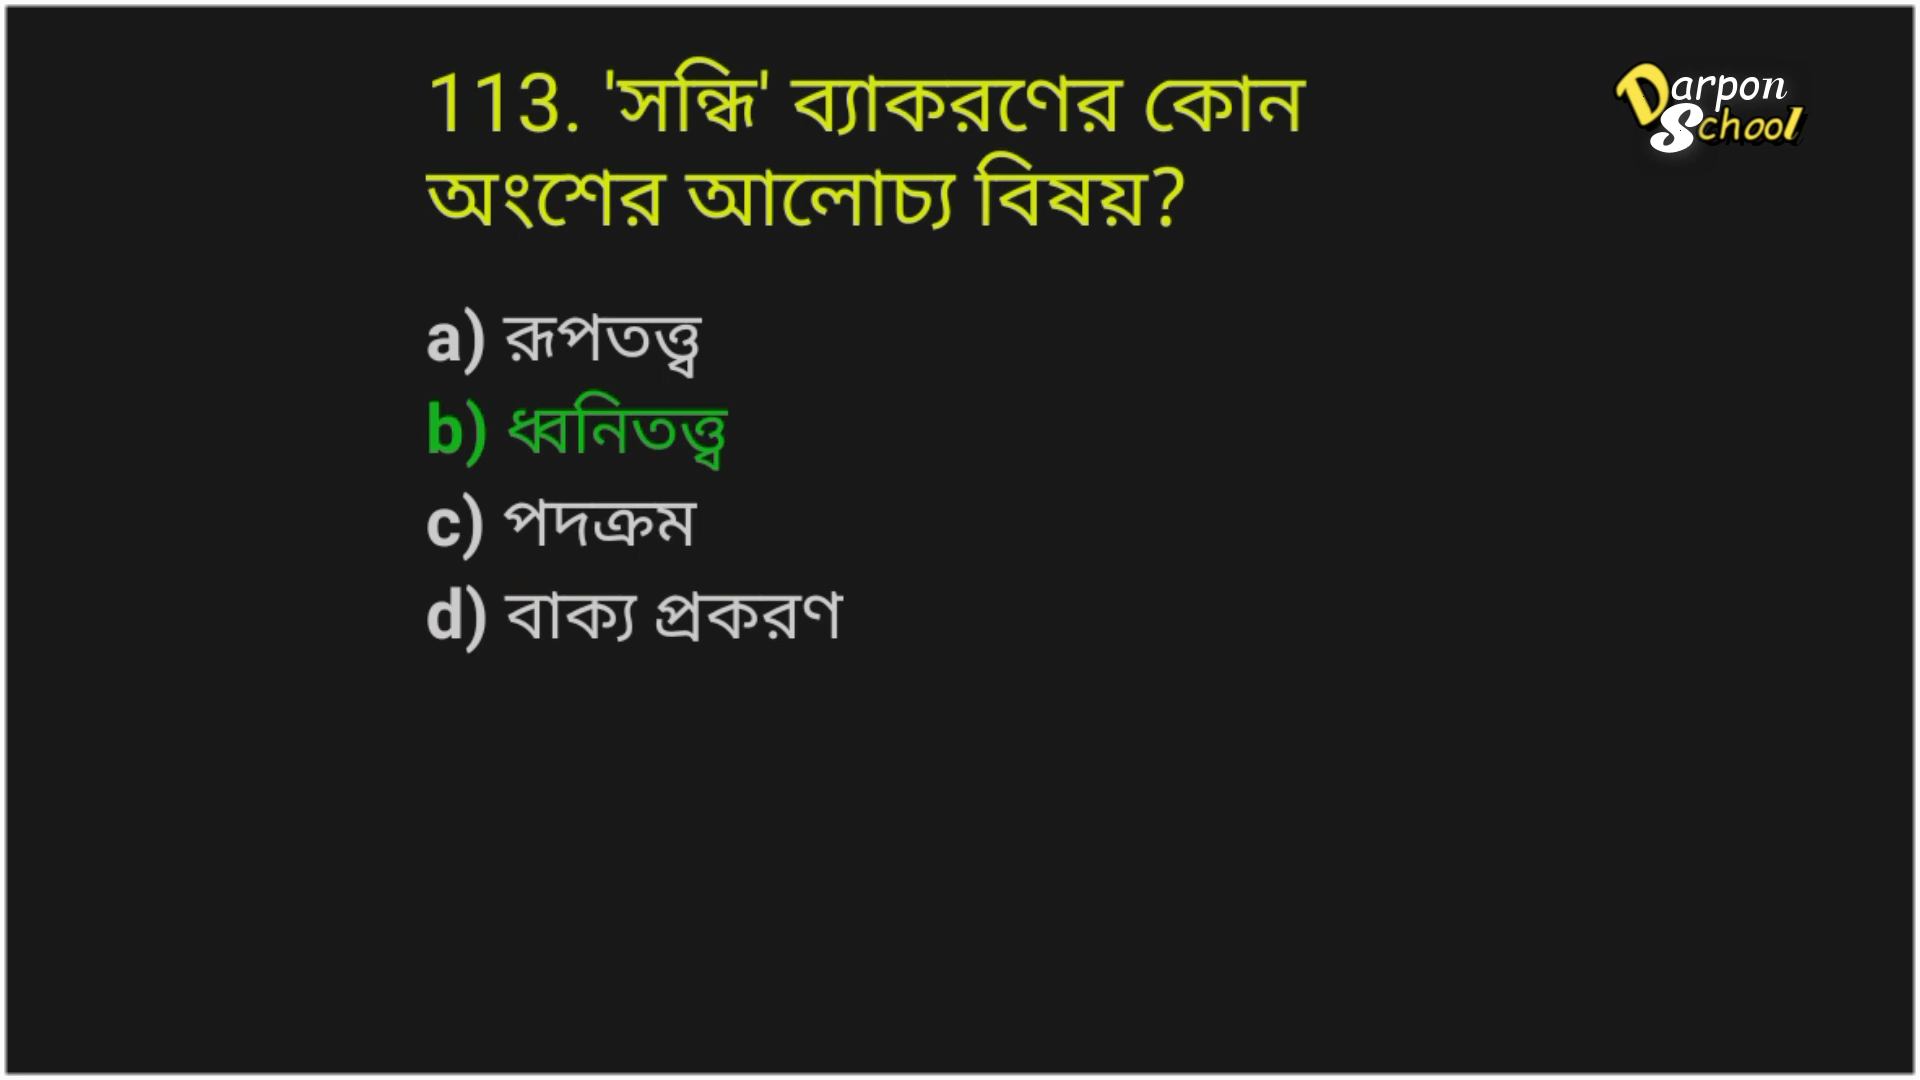 113. 'সন্ধি' ব্যাকরণের কোন
অংশের আলোচ্য বিষয়?
a) রূপতত্ত্ব
b) ধ্বনিতত্ত্ব
c) পদক্রম
d) বাক্য প্রকরণ
Darpon
School